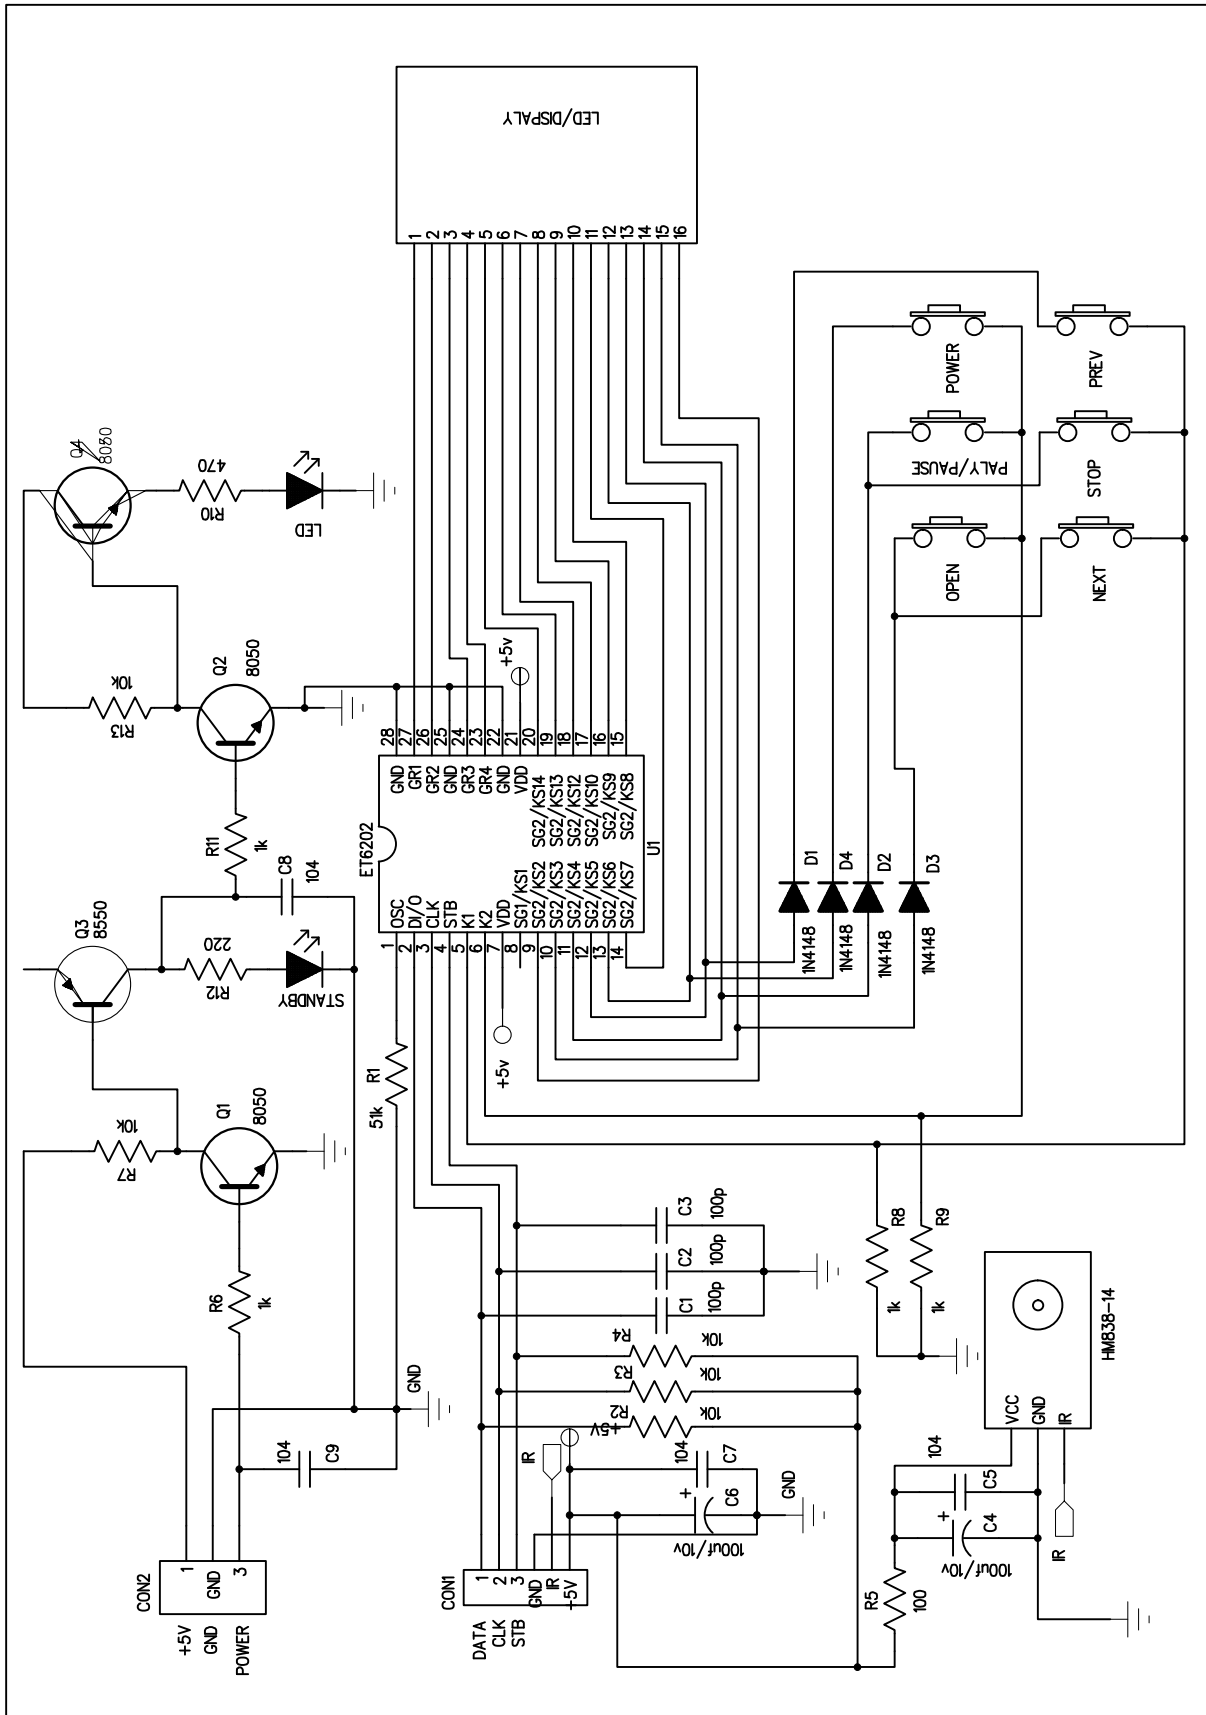 LED/DISPALY
1
2
3
4
5
6
7
8
9
10
11
12
13
14
15
16
Q4
8050
470
R10
LED
10k
R13
Q2
8050
R11
1k
C8
104
Q3
8550
220
R12
STANDBY
10k
R7
Q1
8050
R6
1k
104
C9
CON2
1
GND
3
+5V
GND
POWER
GND
R1
51k
+5v
28
27
26
25
24
23
22
21
20
19
18
17
16
15
GND
GR1
GR2
GND
GR3
GR4
GND
VDD
SG2/KS14
SG2/KS13
SG2/KS12
SG2/KS10
SG2/KS9
SG2/KS8
ET6202
U1
OSC
DI/O
CLK
STB
K1
K2
VDD
SG1/KS1
SG2/KS2
SG2/KS3
SG2/KS4
SG2/KS5
SG2/KS6
SG2/KS7
1
2
3
4
5
6
7
8
9
10
11
12
13
14
+5v
POWER
PREV
PALY/PAUSE
STOP
OPEN
NEXT
D1
D4
D2
D3
1N4148
1N4148
1N4148
1N4148
C3
100p
C2
100p
C1
100p
R4
10k
R3
10k
R2
10k
+5V
IR
104
C7
+
C6
100uf/10v
GND
CON1
1
2
3
GND
IR
+5V
DATA
CLK
STB
R8
1k
R9
1k
HM838-14
VCC
GND
IR
104
C5
+
C4
100uf/10v
IR
R5
100